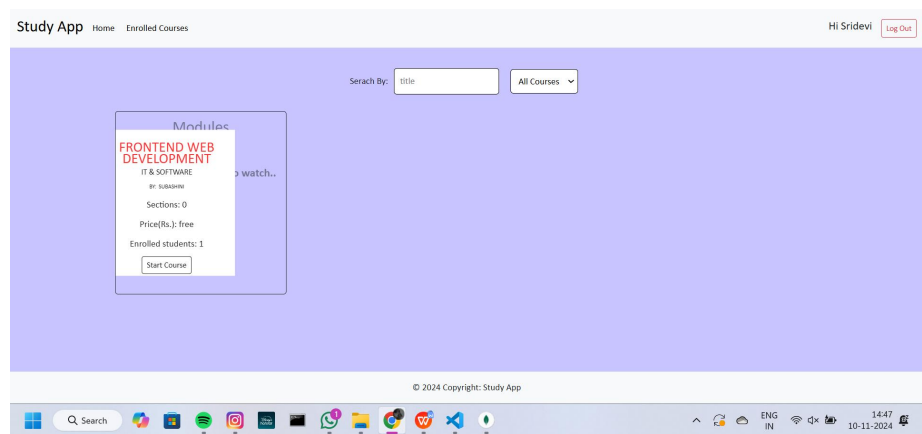 Study App Home Enrolled Courses Hi Sridevi Log Out
Serach By: title All Courses
Modules
FRONTEND WEB
DEVELOPMENT
IT & SOFTWARE
watch..
BY: SUBASHINI
Sections: 0
Price(Rs.): free
Enrolled students: 1
Start Course
© 2024 Copyright: Study App
Search 1 ENG 14:47
IN 10-11-2024